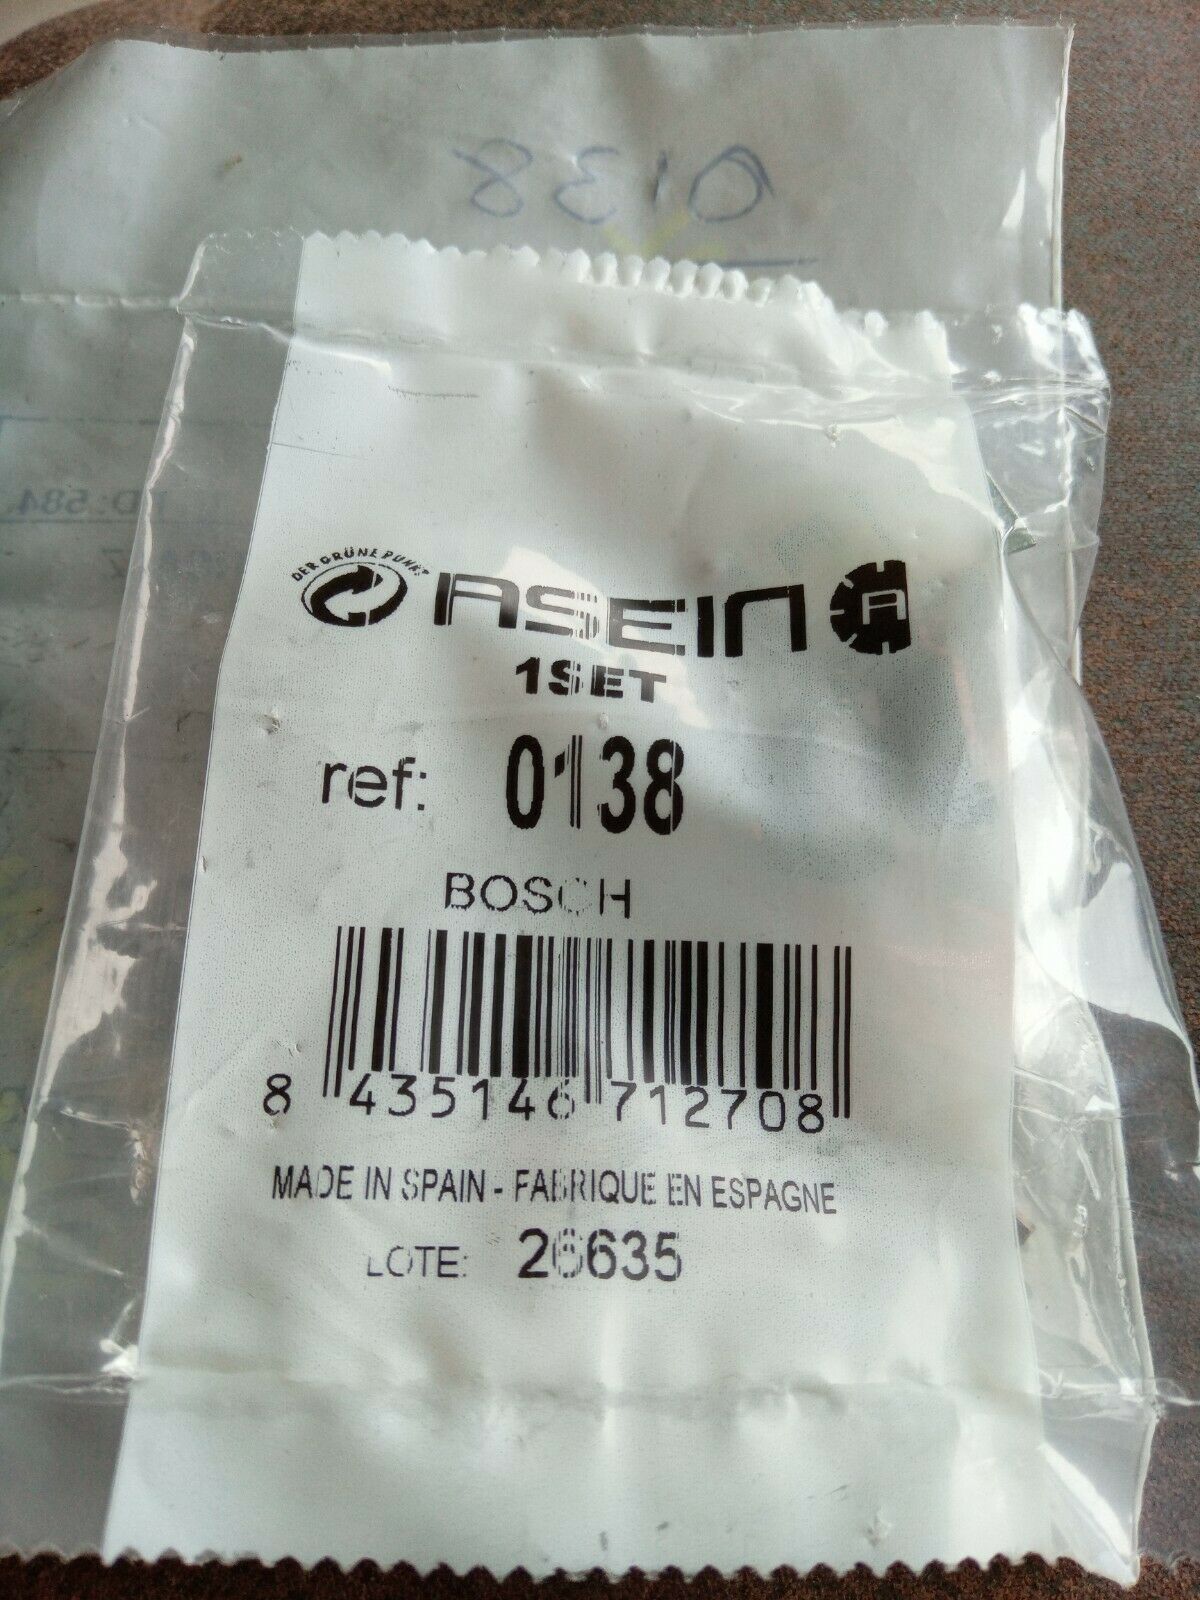 0138
DER GRÜNE PUNKT
ASEIN
A
1SET
ref: 0138
BOSCH
8 435146 712708
MADE IN SPAIN - FABRIQUE EN ESPAGNE
LOTE: 26635